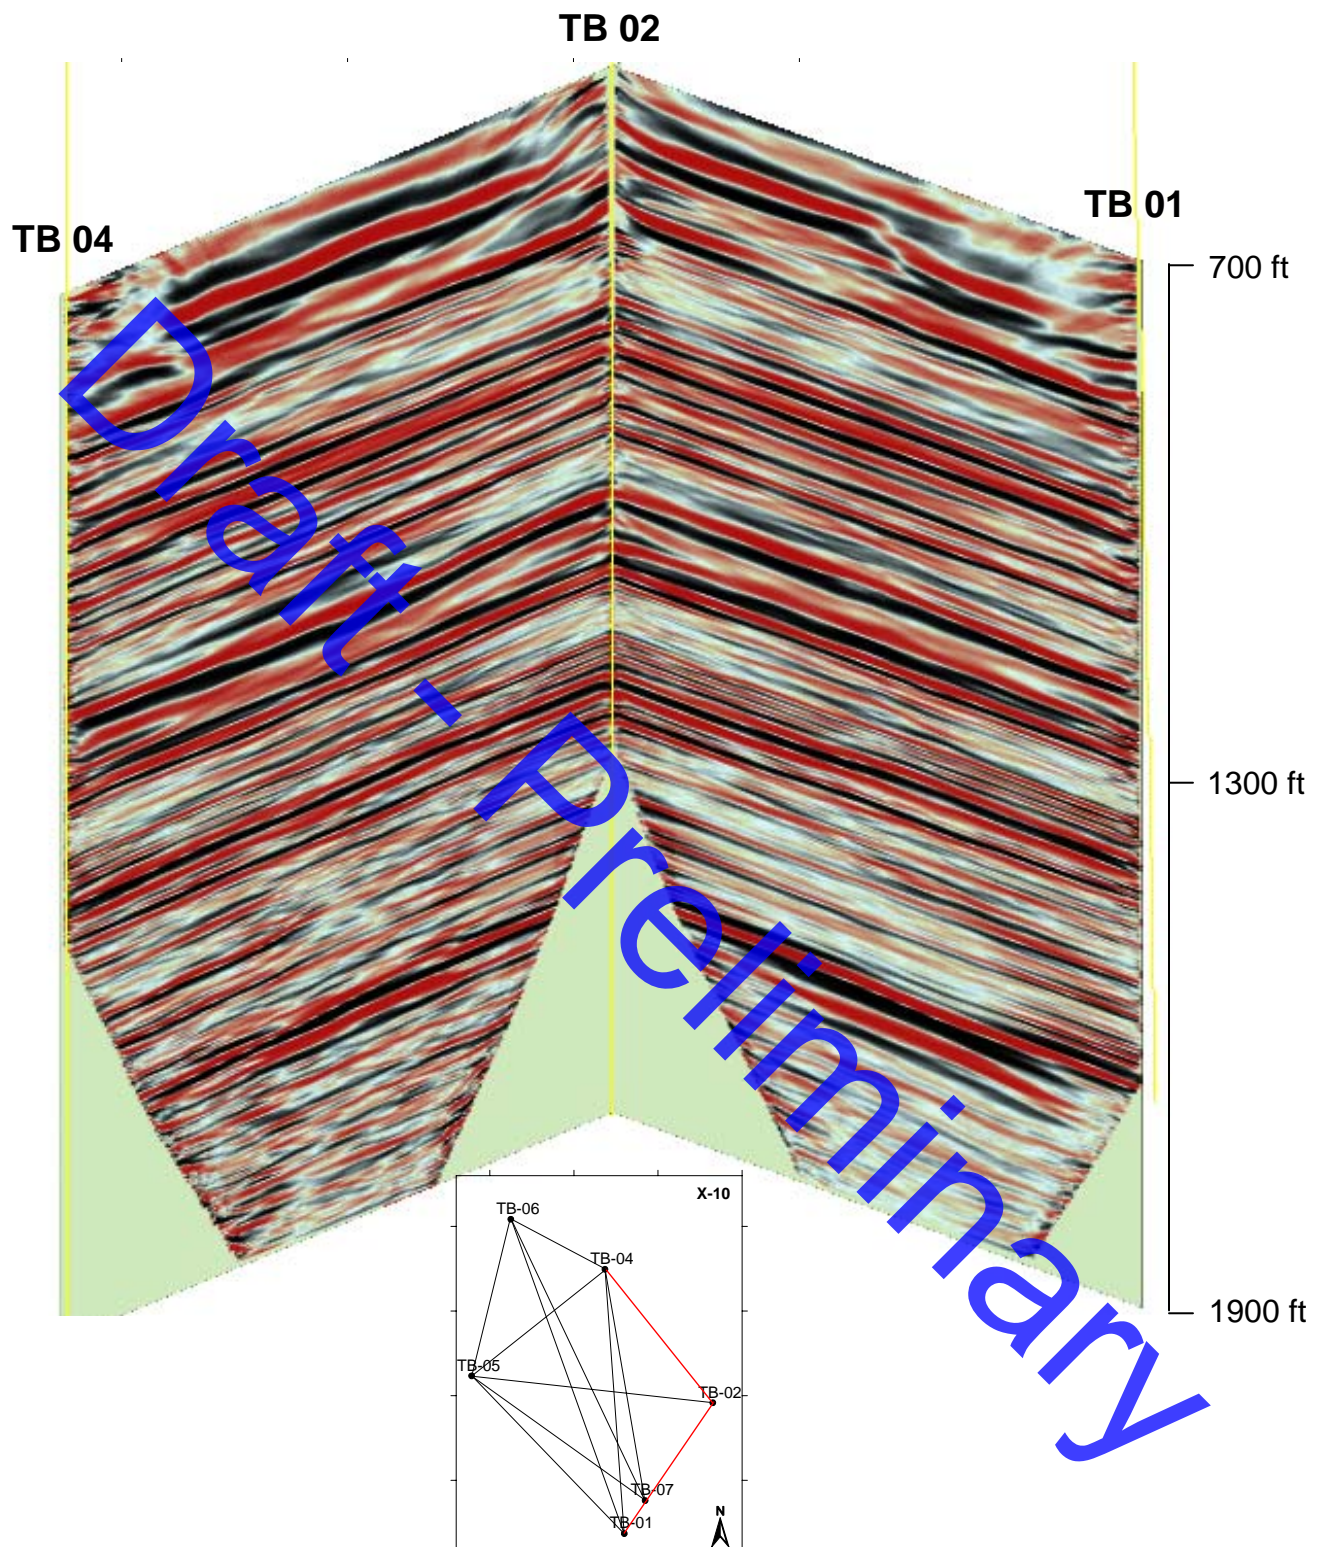 TB 02
TB 01
TB 04
700 ft
1300 ft
1900 ft
Draft - Preliminary
X-10
TB-06
TB-04
TB-05
TB-02
TB-07
TB-01
N